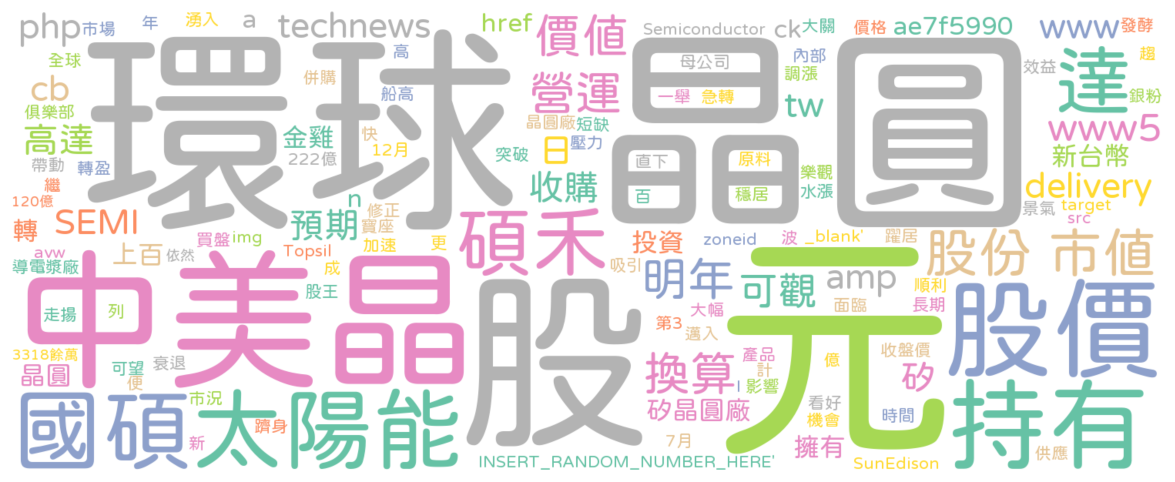 php 市場 年 湧入 a technews 高 href 價值 Semiconductor ck 大關 價格 ae7f5990 www 發酵
全球 併購 船高 營運 母公司 內部 調漲 效益 趨
cb 環球 晶圓 達 銀粉
俱樂部 一舉 急轉 tw www5
高達 金雞 快 12月 晶圓廠 短缺 突破 日 壓力 直下 原料 樂觀 新台幣
帶動 轉盈 222億 收購 晶 百 穩居 水漲 delivery
繼 120億 n 修正 寶座 景氣 target
轉 SEMI 預期 加速 更 碩禾 投資 zoneid 波 _blank' 躍居 src
avw 上百 依然 買盤 img Topsil 吸引 明年 可觀 amp 股份 市值
導電漿廠 成 股王 順利
中美晶 走揚 列 股 大幅 第3 邁入 元 面臨 長期 股價
3318餘萬 可望 衰退 換算 產品 計 億 收盤價
晶圓 便 l 影響 矽
國碩 太陽能 市況 躋身 新 矽晶圓廠 看好 機會 時間 持有
7月 擁有 供應
INSERT_RANDOM_NUMBER_HERE' SunEdison